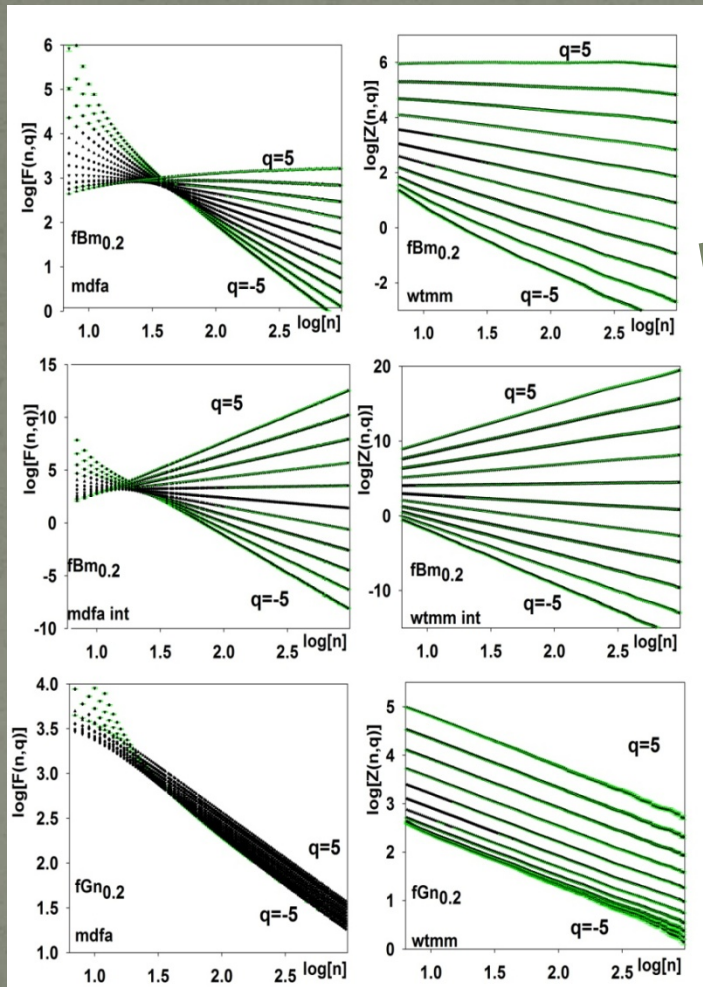 log[F(n,q)]
6
5
4
3
2
1
0
q=5
fBm0.2
mdfa
q=-5
1.0 1.5 2.0 2.5 log[n]
log[Z(n,q)]
6
4
2
0
-2
q=5
fBm0.2
wtmm
q=-5
1.0 1.5 2.0 2.5 log[n]
log[F(n,q)]
15
10
5
0
-5
-10
q=5
fBm0.2
mdfa int
q=-5
1.0 1.5 2.0 2.5 log[n]
log[Z(n,q)]
20
10
0
-10
q=5
fBm0.2
wtmm int
q=-5
1.0 1.5 2.0 2.5 log[n]
log[F(n,q)]
4.0
3.5
3.0
2.5
2.0
1.5
1.0
q=5
fGn0.2
mdfa
q=-5
1.0 1.5 2.0 2.5 log[n]
log[Z(n,q)]
5
4
3
2
1
0
q=5
fGn0.2
wtmm
q=-5
1.0 1.5 2.0 2.5 log[n]